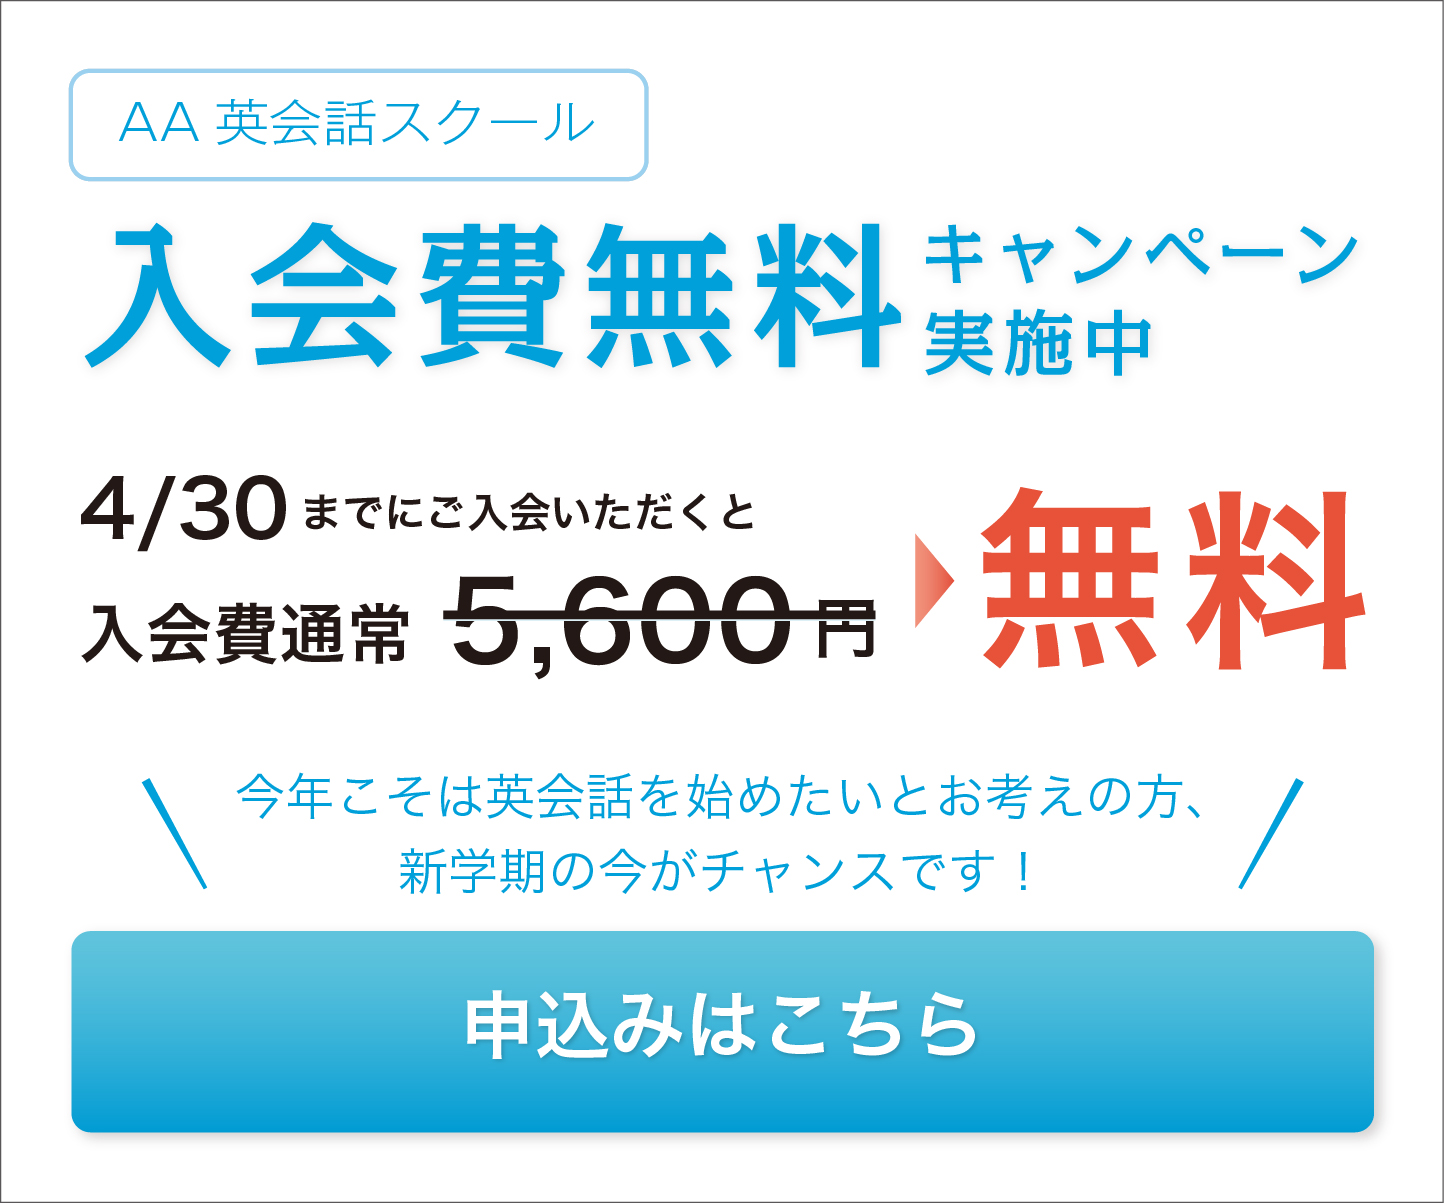 AA 英会話スクール
入会費無料
キャンペーン
実施中
4/30 までにご入会いただくと
入会費通常 5,600 円
無料
今年こそは英会話を始めたいとお考えの方、
新学期の今がチャンスです！
申込みはこちら